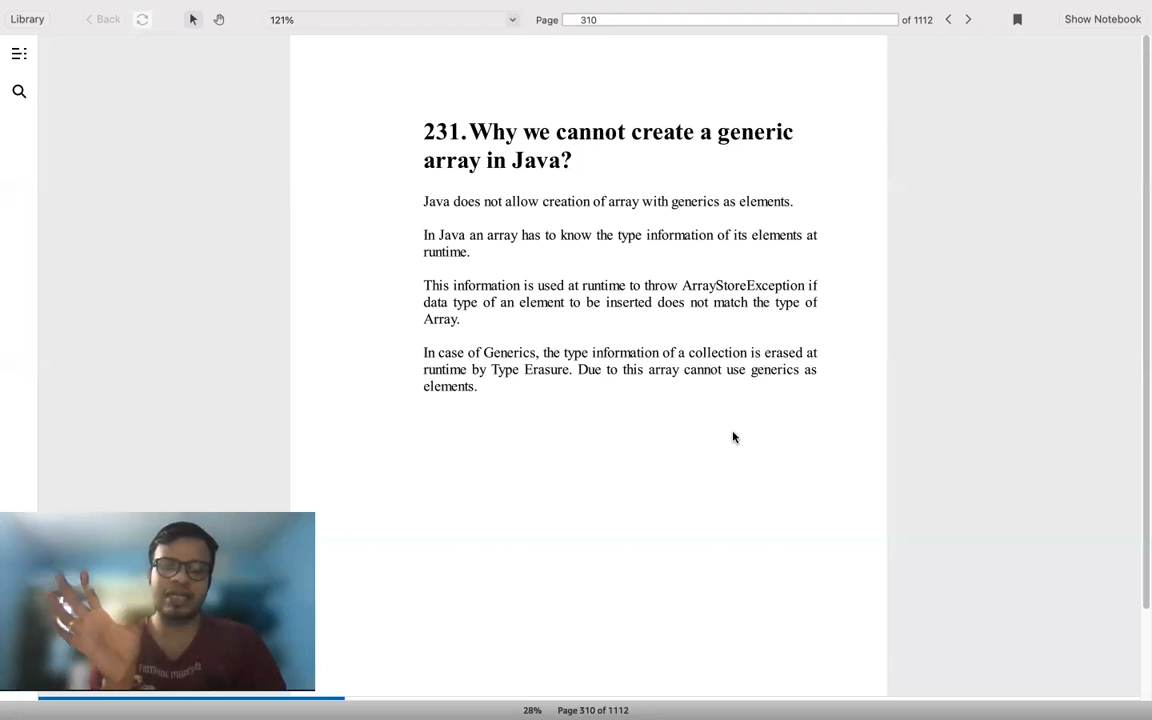 Library
Back
121%
Page 310 of 1112
Show Notebook
231.Why we cannot create a generic
array in Java?
Java does not allow creation of array with generics as elements.
In Java an array has to know the type information of its elements at
runtime.
This information is used at runtime to throw ArrayStoreException if
data type of an element to be inserted does not match the type of
Array.
In case of Generics, the type information of a collection is erased at
runtime by Type Erasure. Due to this array cannot use generics as
elements.
28% Page 310 of 1112